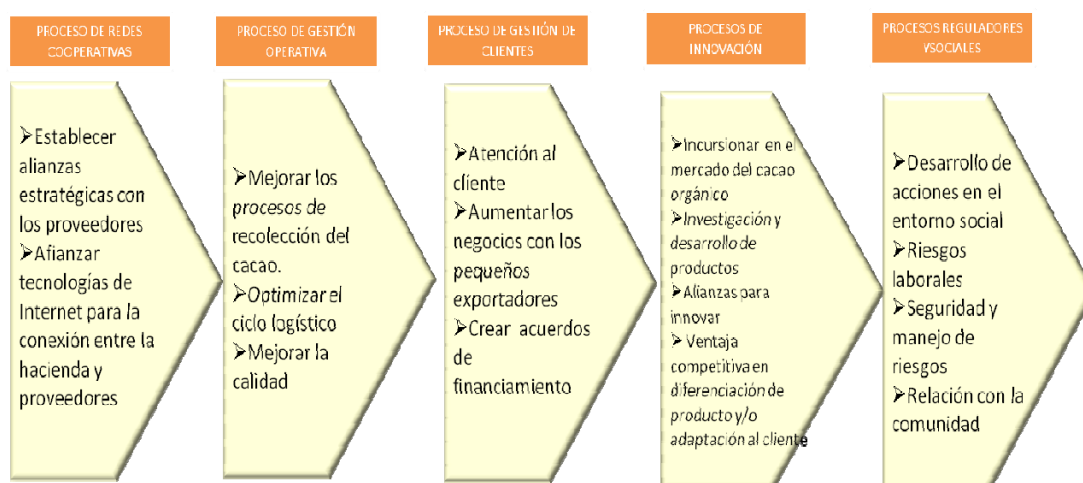 PROCESO DE REDES
COOPERATIVAS
➢Establecer
alianzas
estratégicas con
los proveedores
➢Afianzar
tecnologías de
Internet para la
conexión entre la
hacienda y
proveedores
PROCESO DE GESTIÓN
OPERATIVA
➢Mejorar los
procesos de
recolección del
cacao.
➢Optimizar el
ciclo logístico
➢Mejorar la
calidad
PROCESO DE GESTIÓN DE
CLIENTES
➢Atención al
cliente
➢Aumentar los
negocios con los
pequeños
exportadores
➢Crear acuerdos
de
financiamiento
PROCESOS DE
INNOVACIÓN
➢Incursionar en el
mercado del cacao
orgánico
➢Investigación y
desarrollo de
productos
➢Alianzas para
innovar
➢ Ventaja
competitiva en
diferenciación de
producto y/o
adaptación al cliente
PROCESOS REGULADORES
YSOCIALES
➢Desarrollo de
acciones en el
entorno social
➢Riesgos
laborales
➢Seguridad y
manejo de
riesgos
➢Relación con la
comunidad